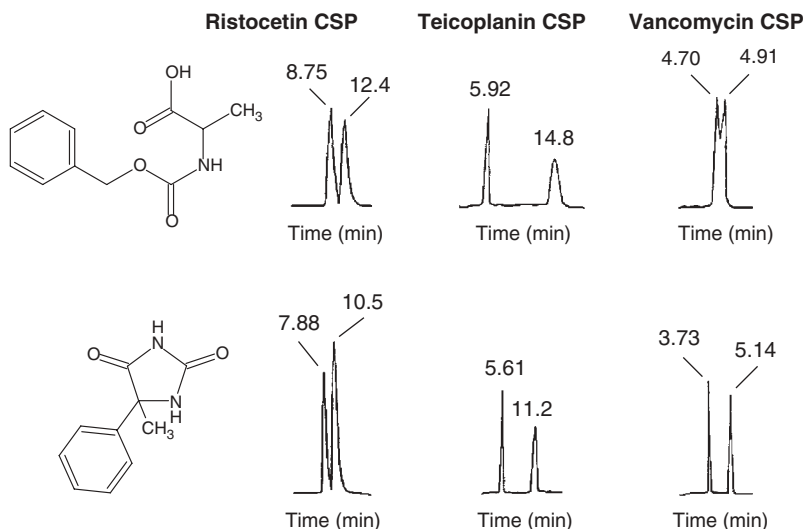 Ristocetin CSP Teicoplanin CSP Vancomycin CSP
8.75 12.4 5.92 14.8 4.70 4.91
OH
O
CH3
O
NH
O
Time (min) Time (min) Time (min)
7.88 10.5 5.61 11.2 3.73 5.14
H
N
O
O
N
H
CH3
Time (min) Time (min) Time (min)